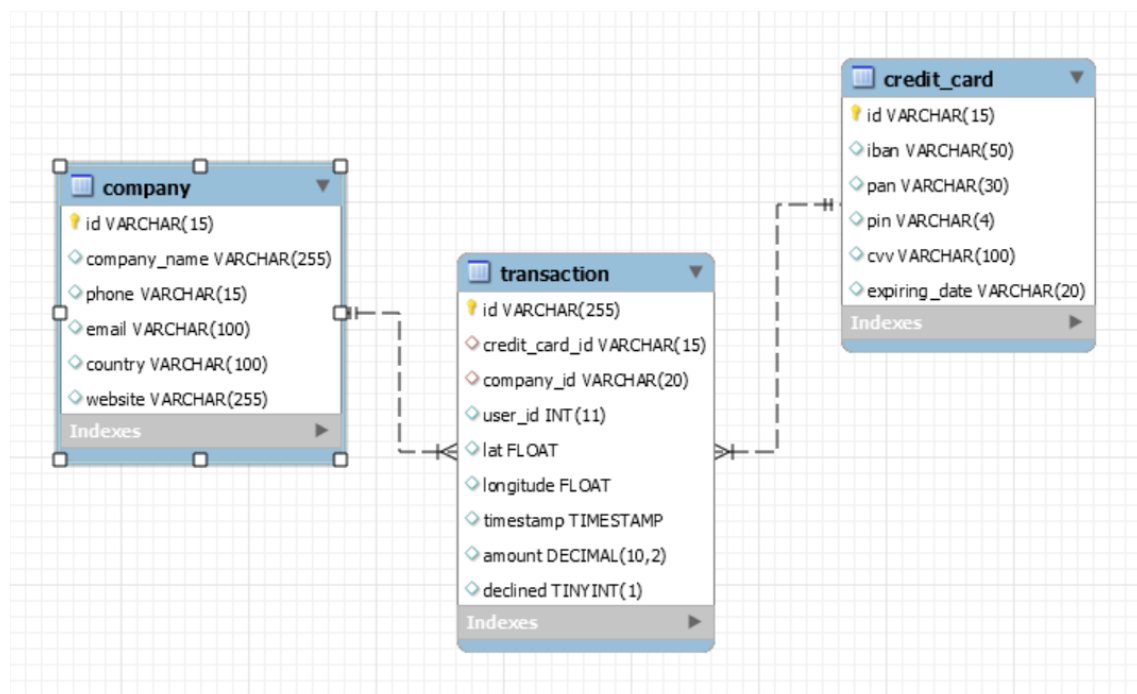 company
id VARCHAR(15)
company_name VARCHAR(255)
phone VARCHAR(15)
email VARCHAR(100)
country VARCHAR(100)
website VARCHAR(255)
Indexes
transaction
id VARCHAR(255)
credit_card_id VARCHAR(15)
company_id VARCHAR(20)
user_id INT(11)
lat FLOAT
longitude FLOAT
timestamp TIMESTAMP
amount DECIMAL(10,2)
declined TINYINT(1)
Indexes
credit_card
id VARCHAR(15)
iban VARCHAR(50)
pan VARCHAR(30)
pin VARCHAR(4)
cvv VARCHAR(100)
expiring_date VARCHAR(20)
Indexes